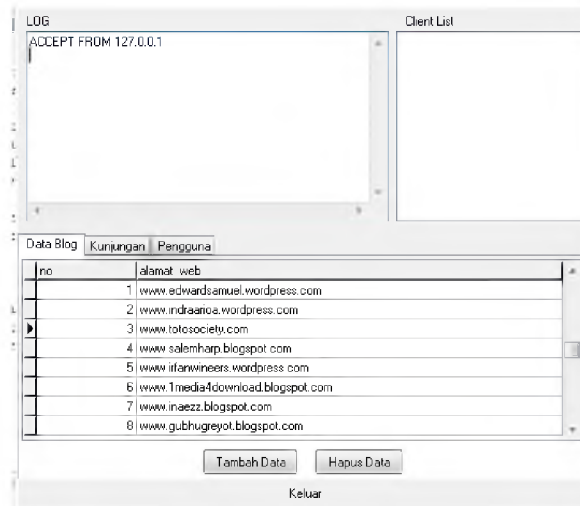 LOG Client List
ACCEPT FROM 127.0.0.1
Data Blog Kunjungan Pengguna
no alamat_web
1 www.edwardsamuel.wordpress.com
2 www.indraarioa.wordpress.com
3 www.totosociety.com
4 www.salemharp.blogspot.com
5 www.irfanwineers.wordpress.com
6 www.1media4download.blogspot.com
7 www.inaezz.blogspot.com
8 www.gubhugreyot.blogspot.com
Tambah Data Hapus Data
Keluar